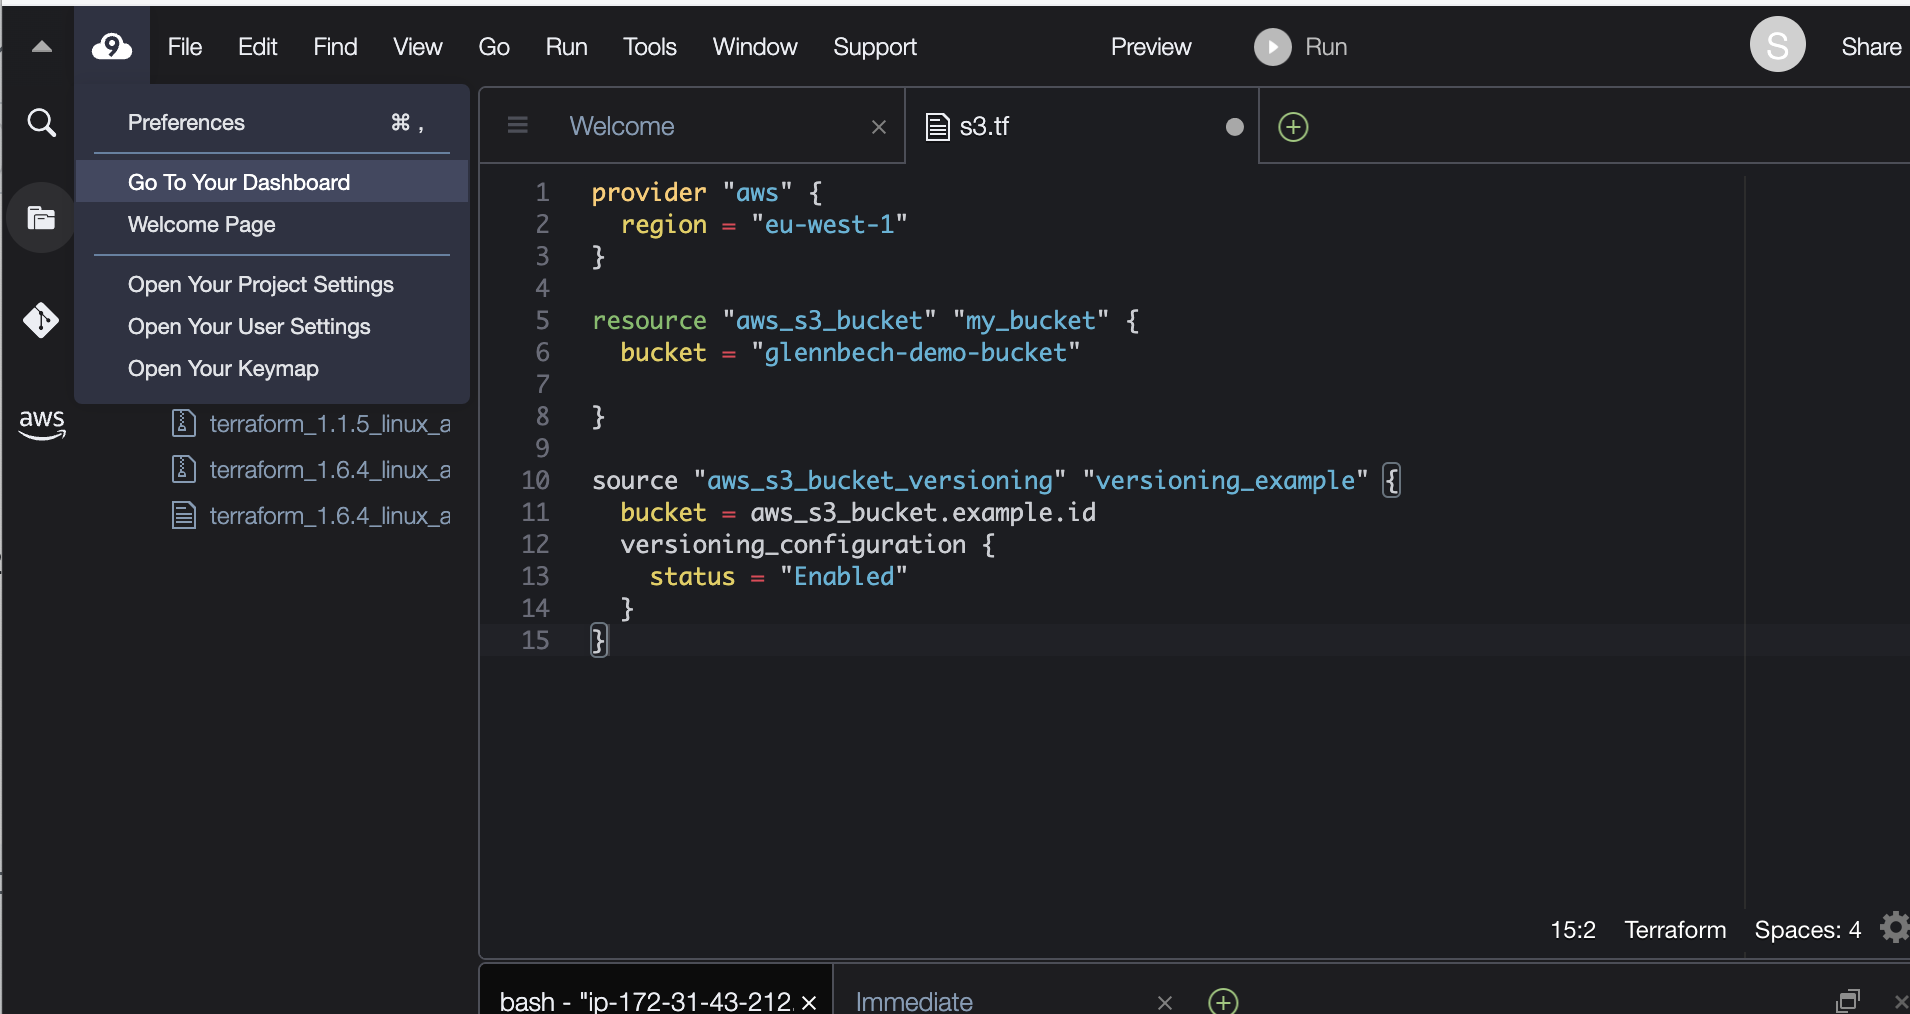 9 File Edit Find View Go Run Tools Window Support Preview Run S Share
Preferences ⌘ ,
Go To Your Dashboard
Welcome Page
Open Your Project Settings
Open Your User Settings
Open Your Keymap
aws
terraform_1.1.5_linux_a
terraform_1.6.4_linux_a
terraform_1.6.4_linux_a
Welcome × s3.tf
1 provider "aws" {
2 region = "eu-west-1"
3 }
4
5 resource "aws_s3_bucket" "my_bucket" {
6 bucket = "glennbech-demo-bucket"
7
8 }
9
10 source "aws_s3_bucket_versioning" "versioning_example" {
11 bucket = aws_s3_bucket.example.id
12 versioning_configuration {
13 status = "Enabled"
14 }
15 }
15:2 Terraform Spaces: 4
bash - "ip-172-31-43-212. × Immediate ×